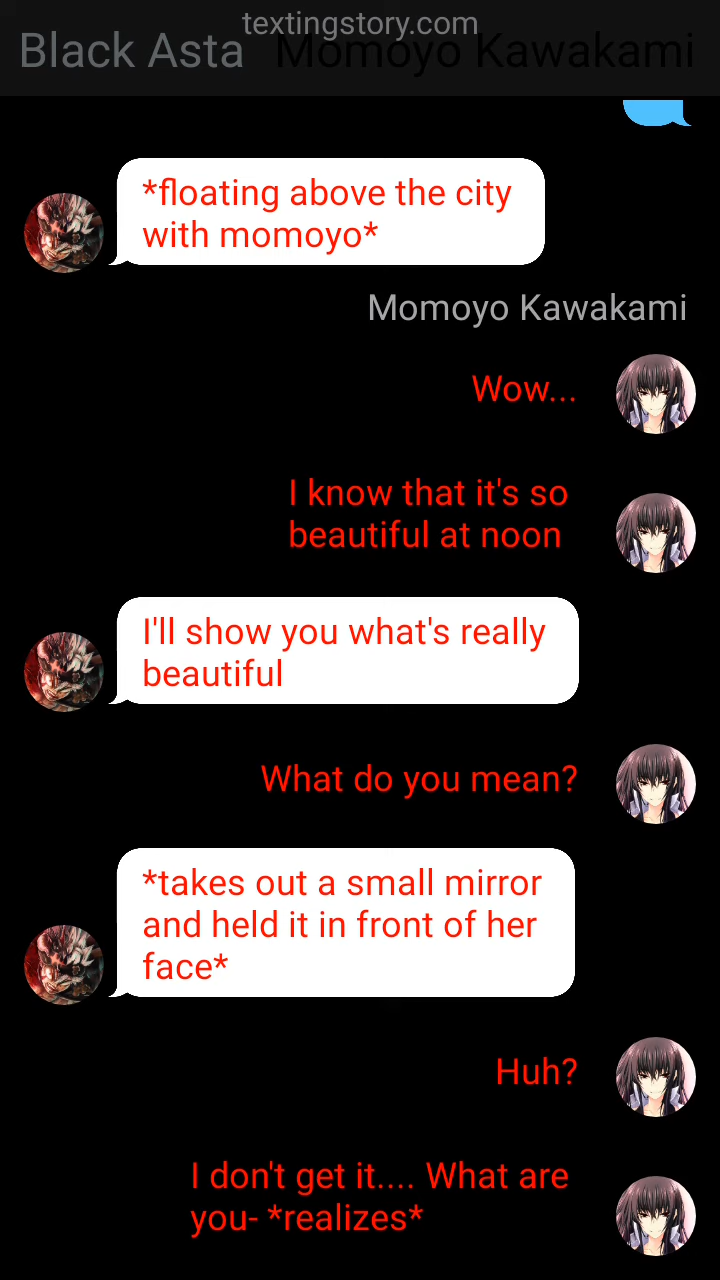 textingstory.com
Black Asta Momoyo Kawakami
*floating above the city
with momoyo*
Momoyo Kawakami
Wow...
I know that it's so
beautiful at noon
I'll show you what's really
beautiful
What do you mean?
*takes out a small mirror
and held it in front of her
face*
Huh?
I don't get it.... What are
you- *realizes*